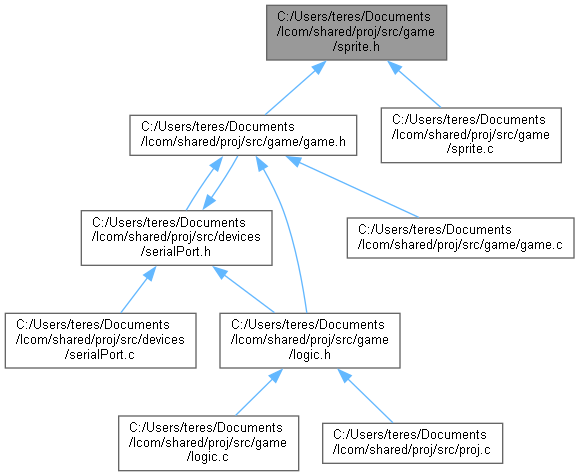 C:/Users/teres/Documents
/lcom/shared/proj/src/game
/sprite.h
C:/Users/teres/Documents
/lcom/shared/proj/src/game/game.h
C:/Users/teres/Documents
/lcom/shared/proj/src/game
/sprite.c
C:/Users/teres/Documents
/lcom/shared/proj/src/devices
/serialPort.h
C:/Users/teres/Documents
/lcom/shared/proj/src/game/game.c
C:/Users/teres/Documents
/lcom/shared/proj/src/devices
/serialPort.c
C:/Users/teres/Documents
/lcom/shared/proj/src/game
/logic.h
C:/Users/teres/Documents
/lcom/shared/proj/src/game
/logic.c
C:/Users/teres/Documents
/lcom/shared/proj/src/proj.c